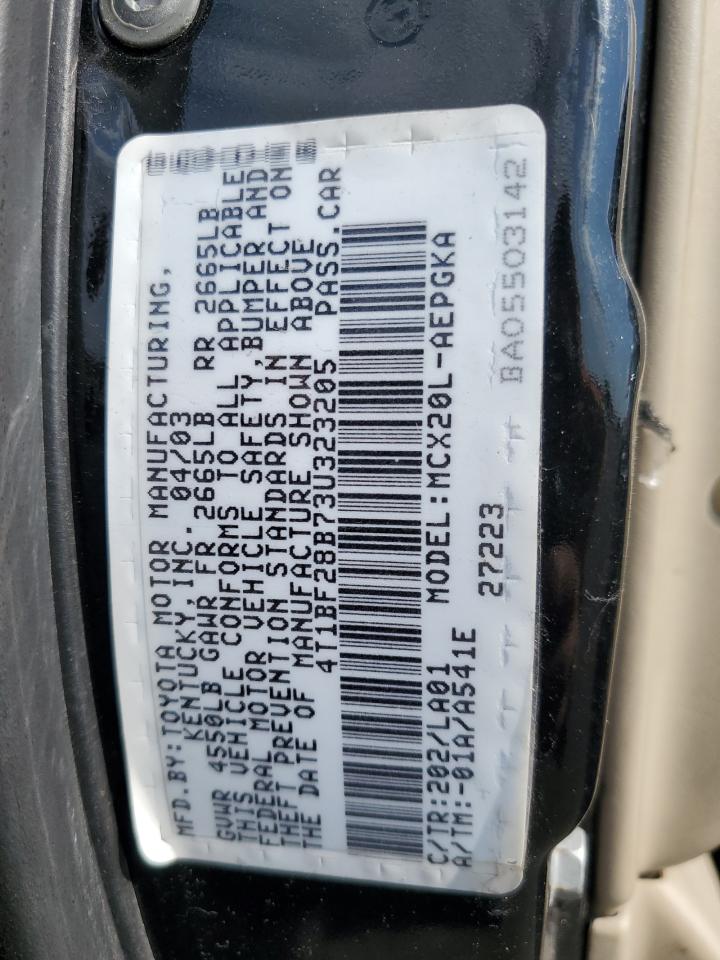 MFD.BY:TOYOTA MOTOR MANUFACTURING,
KENTUCKY,INC. 04/03
GVWR 4550LB GAWR FR 2665LB RR 2665LB
THIS VEHICLE CONFORMS TO ALL APPLICABLE
FEDERAL MOTOR VEHICLE SAFETY,BUMPER AND
THEFT PREVENTION STANDARDS IN EFFECT ON
THE DATE OF MANUFACTURE SHOWN ABOVE
4T1BF28B73U323205 PASS.CAR
MODEL:MCX20L-AEPGKA
C/TR:202/LA01
A/TM:-01A/A541E 27223
BA05503142